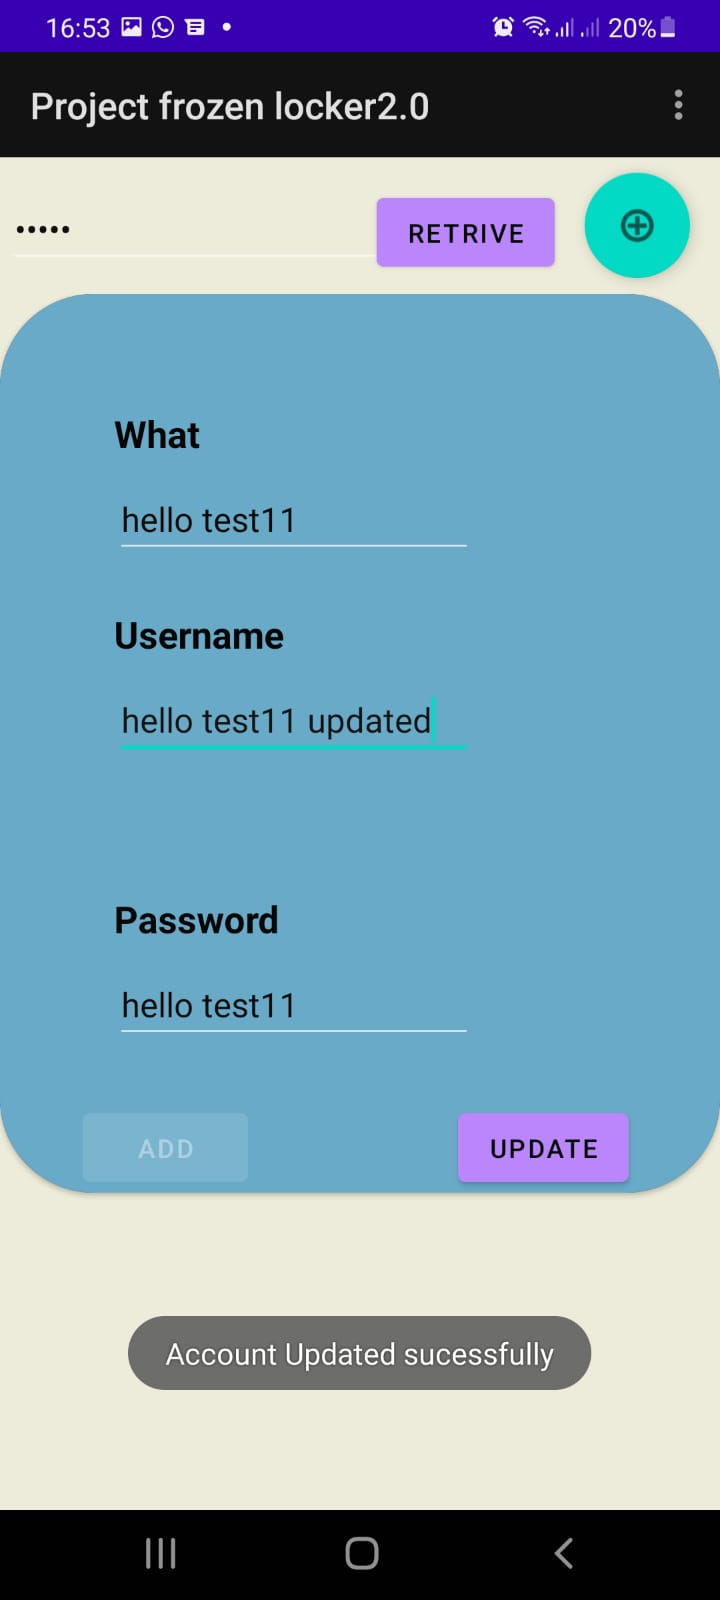 16:53
20%
Project frozen locker2.0
•••••
RETRIVE
What
hello test11
Username
hello test11 updated
Password
hello test11
ADD
UPDATE
Account Updated sucessfully